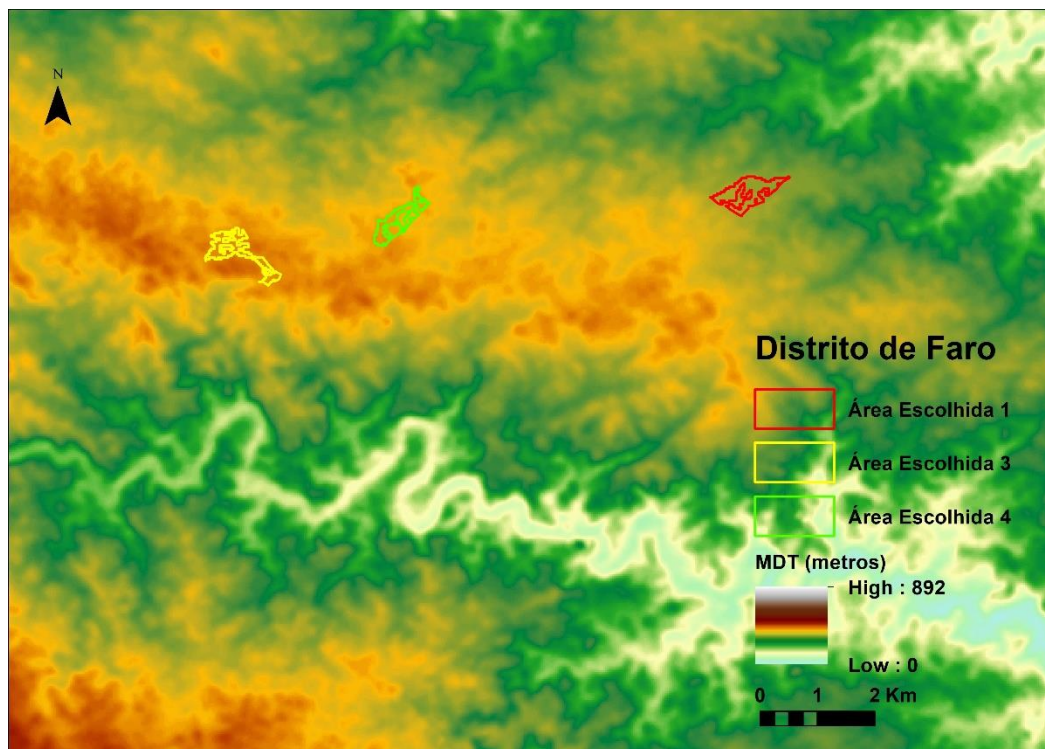 N
Distrito de Faro
Área Escolhida 1
Área Escolhida 3
Área Escolhida 4
MDT (metros)
High : 892
Low : 0
0 1 2 Km